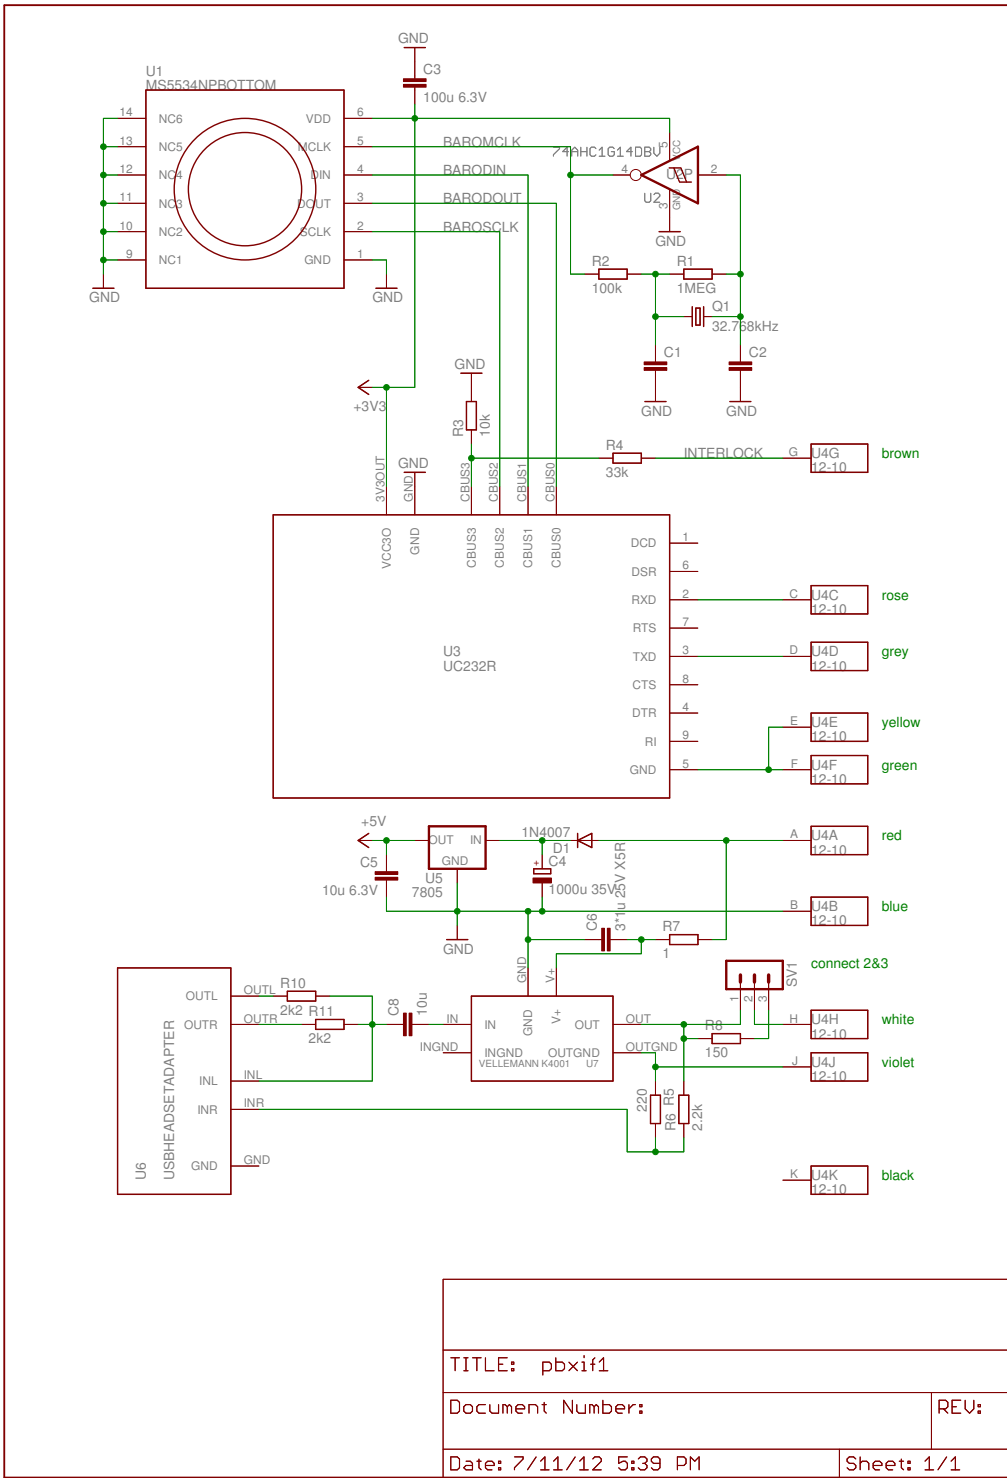 GND
C3
100u 6.3V
U1
MS5534NPBOTTOM
14 NC6 VDD 6
13 NC5 MCLK 5 BAROMCLK
12 NC4 DIN 4 BARODIN
11 NC3 DOUT 3 BARODOUT
10 NC2 SCLK 2 BAROSCLK
9 NC1 GND 1
GND
GND
74AHC1G14DBV
5 VCC
4 U2P 2
U2
3 GND
GND
R2
100k
R1
1MEG
Q1
32.768kHz
C1
C2
GND
GND
+3V3
GND
R3
10k
R4
33k
INTERLOCK
G U4G
12-10
brown
3V3OUT
GND
GND
CBUS3
CBUS2
CBUS1
CBUS0
VCC3O
GND
CBUS3
CBUS2
CBUS1
CBUS0
U3
UC232R
DCD 1
DSR 6
RXD 2
RTS 7
TXD 3
CTS 8
DTR 4
RI 9
GND 5
C U4C
12-10
rose
D U4D
12-10
grey
E U4E
12-10
yellow
F U4F
12-10
green
+5V
C5
10u 6.3V
OUT IN
GND
U5
7805
GND
1N4007
D1
C4
+
1000u 35V
A U4A
12-10
red
B U4B
12-10
blue
C6
3*1u 25V X5R
R7
1
SV1
1
2
3
connect 2&3
GND
V+
OUTL OUTL R10
2k2
OUTR OUTR R11
2k2
INL INL
INR INR
GND GND
U6
USBHEADSETADAPTER
C8
10u
IN IN
INGND INGND
GND
V+
OUT OUT
OUTGND OUTGND
VELLEMANN K4001 U7
R8
150
H U4H
12-10
white
J U4J
12-10
violet
220
R6
R5
2.2k
K U4K
12-10
black
TITLE: pbxif1
Document Number:
REV:
Date: 7/11/12 5:39 PM
Sheet: 1/1